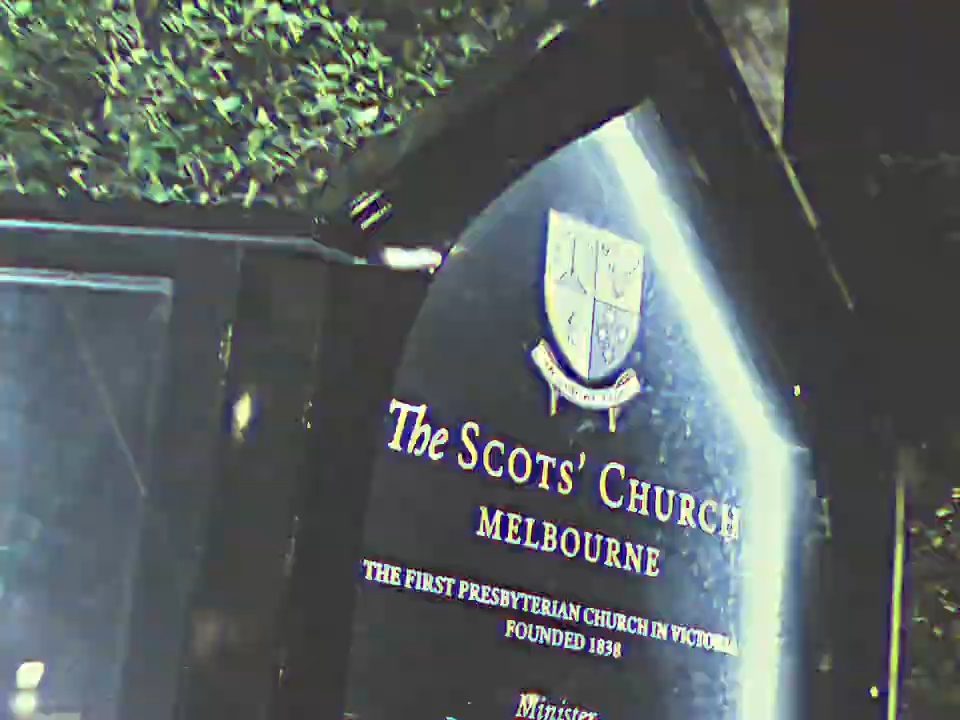 The SCOTS' CHURCH
MELBOURNE
THE FIRST PRESBYTERIAN CHURCH IN VICTORIA
FOUNDED 1838
Minister